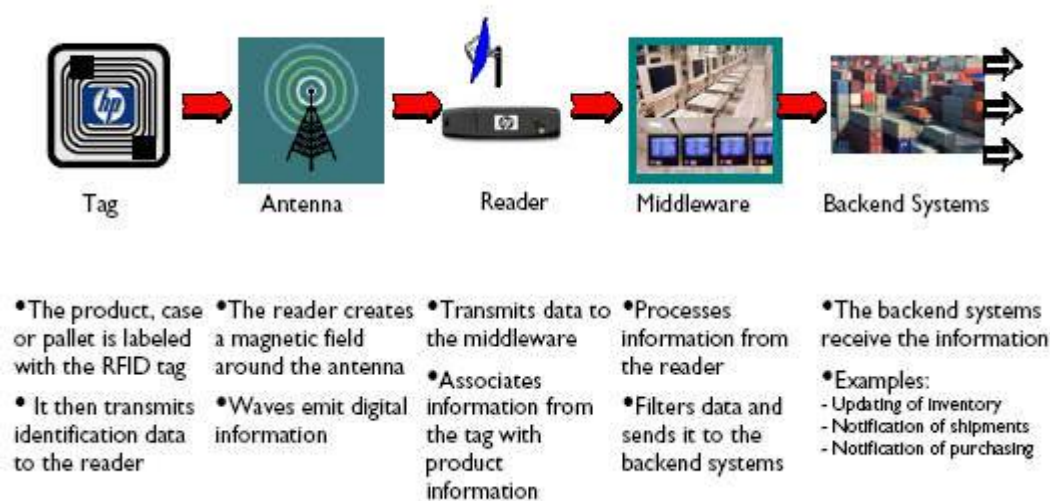 hp
hp
Tag
Antenna
Reader
Middleware
Backend Systems
•The product, case
or pallet is labeled
with the RFID tag
• It then transmits
identification data
to the reader
•The reader creates
a magnetic field
around the antenna
•Waves emit digital
information
•Transmits data to
the middleware
•Associates
information from
the tag with
product
information
•Processes
information from
the reader
•Filters data and
sends it to the
backend systems
•The backend systems
receive the information
•Examples:
- Updating of inventory
- Notification of shipments
- Notification of purchasing